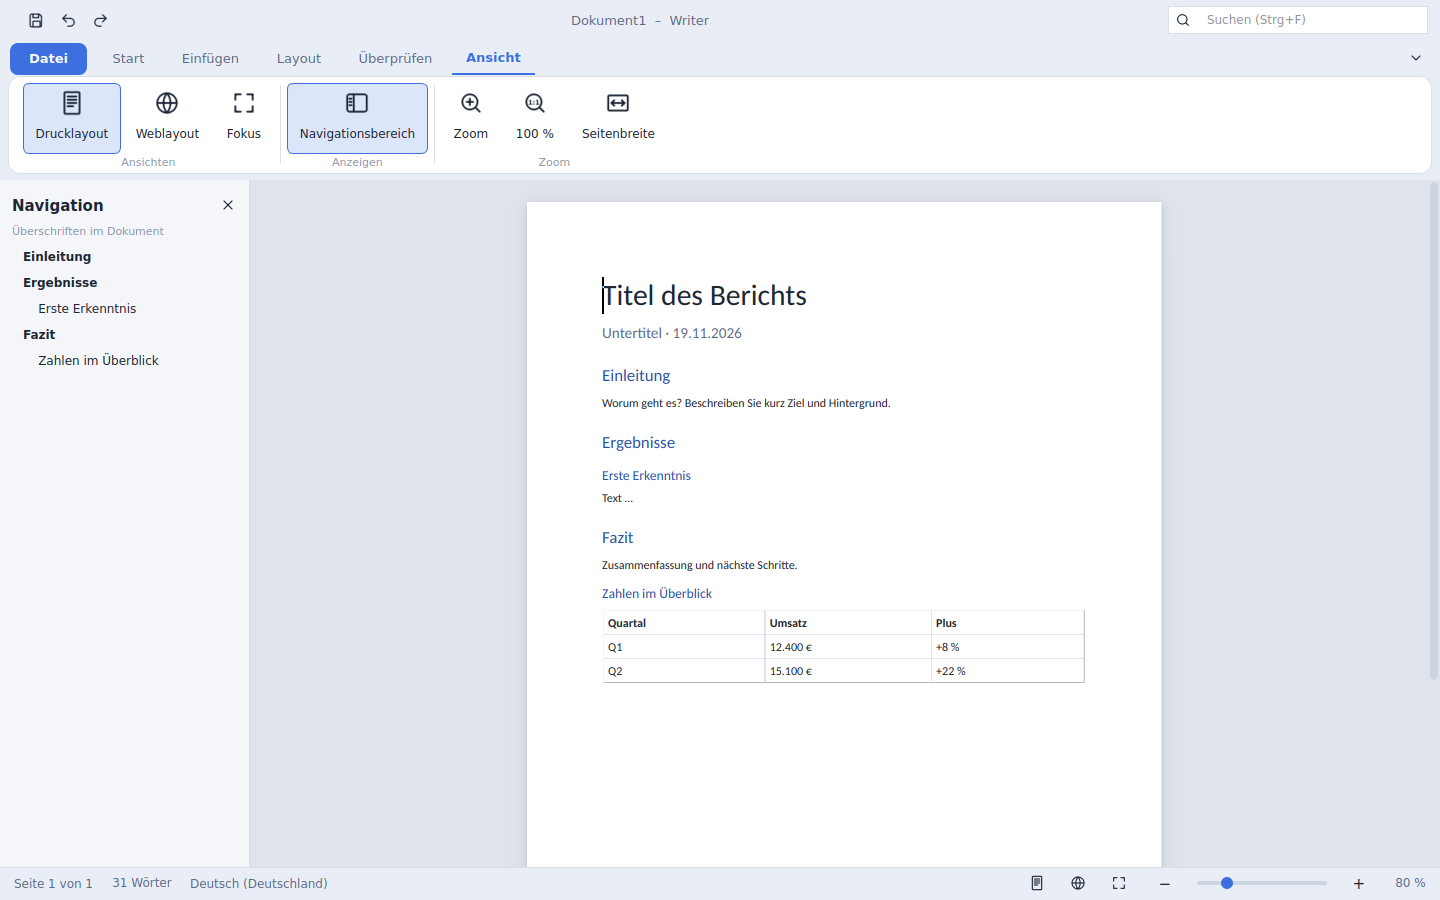 Dokument1 – Writer
Suchen (Strg+F)
Datei Start Einfügen Layout Überprüfen Ansicht
Drucklayout Weblayout Fokus Navigationsbereich Zoom 1:1 100 % Seitenbreite
Ansichten Anzeigen Zoom
Navigation
Überschriften im Dokument
Einleitung
Ergebnisse
Erste Erkenntnis
Fazit
Zahlen im Überblick
Titel des Berichts
Untertitel · 19.11.2026
Einleitung
Worum geht es? Beschreiben Sie kurz Ziel und Hintergrund.
Ergebnisse
Erste Erkenntnis
Text ...
Fazit
Zusammenfassung und nächste Schritte.
Zahlen im Überblick
Quartal Umsatz Plus
Q1 12.400 € +8 %
Q2 15.100 € +22 %
Seite 1 von 1 31 Wörter Deutsch (Deutschland) 80 %